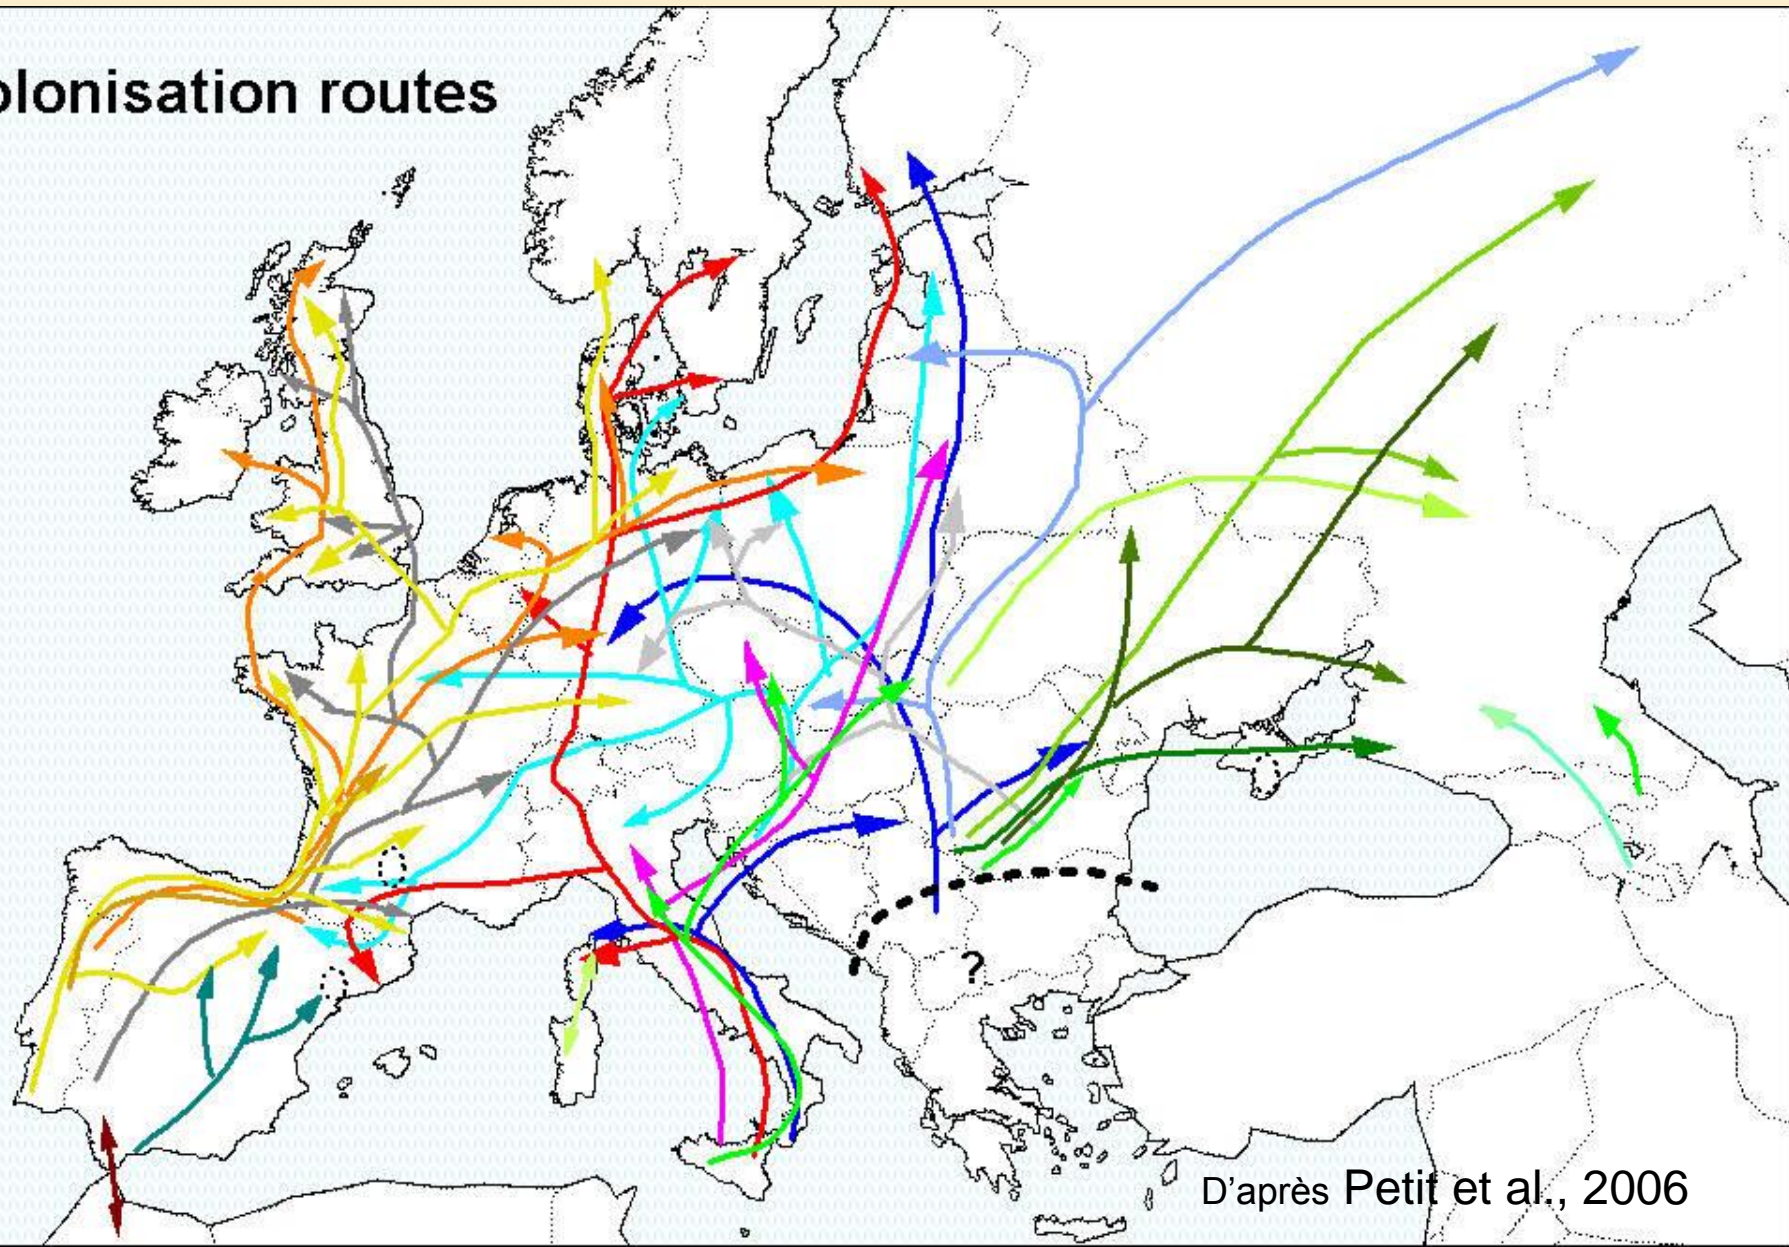 olonisation routes
?
D'après Petit et al., 2006